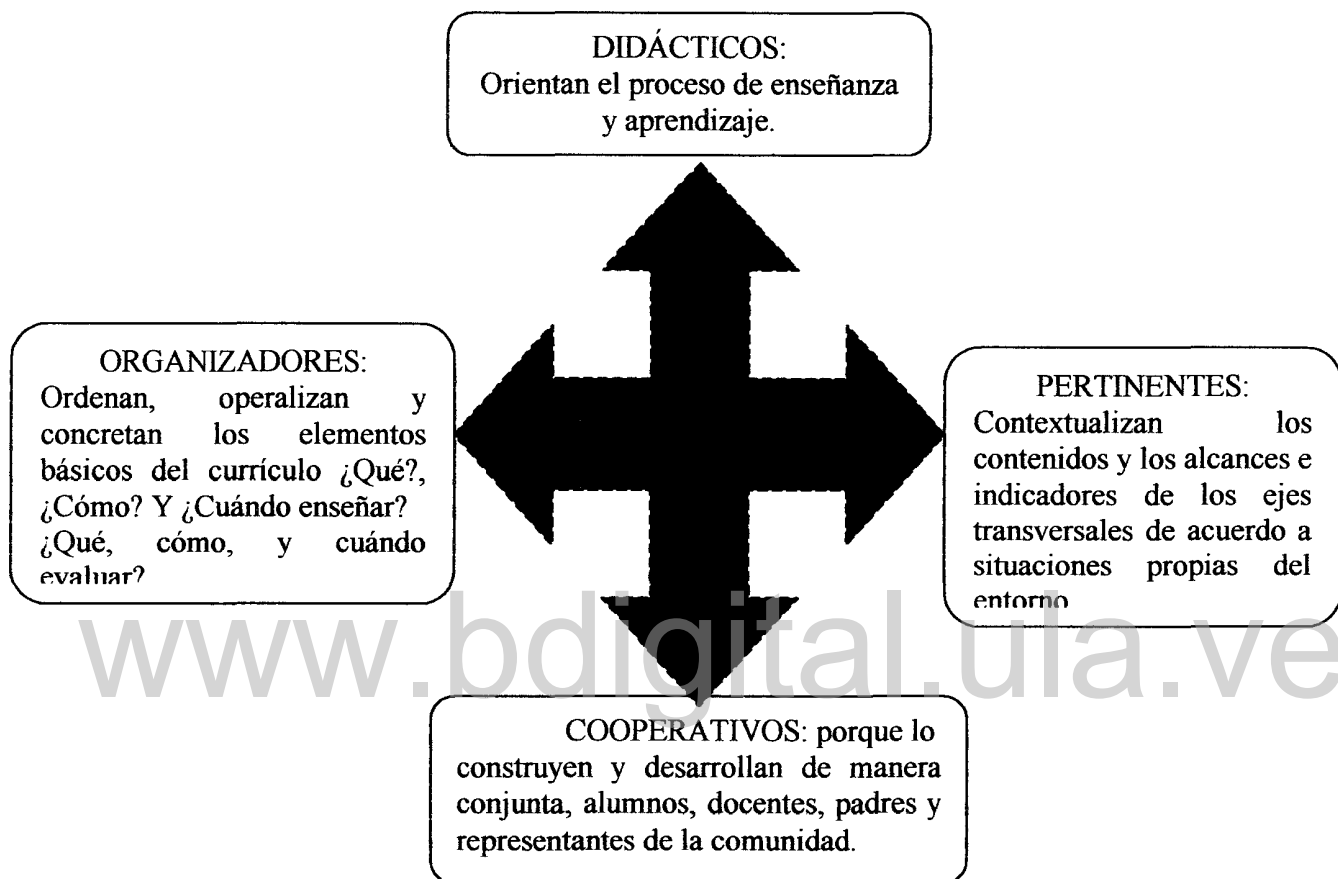 DIDÁCTICOS:
Orientan el proceso de enseñanza
y aprendizaje.
ORGANIZADORES:
Ordenan, operalizan y
concretan los elementos
básicos del currículo ¿Qué?,
¿Cómo? Y ¿Cuándo enseñar?
¿Qué, cómo, y cuándo
evaluar?
PERTINENTES:
Contextualizan los
contenidos y los alcances e
indicadores de los ejes
transversales de acuerdo a
situaciones propias del
entorno
www.bdigital.ula.ve
COOPERATIVOS: porque lo
construyen y desarrollan de manera
conjunta, alumnos, docentes, padres y
representantes de la comunidad.